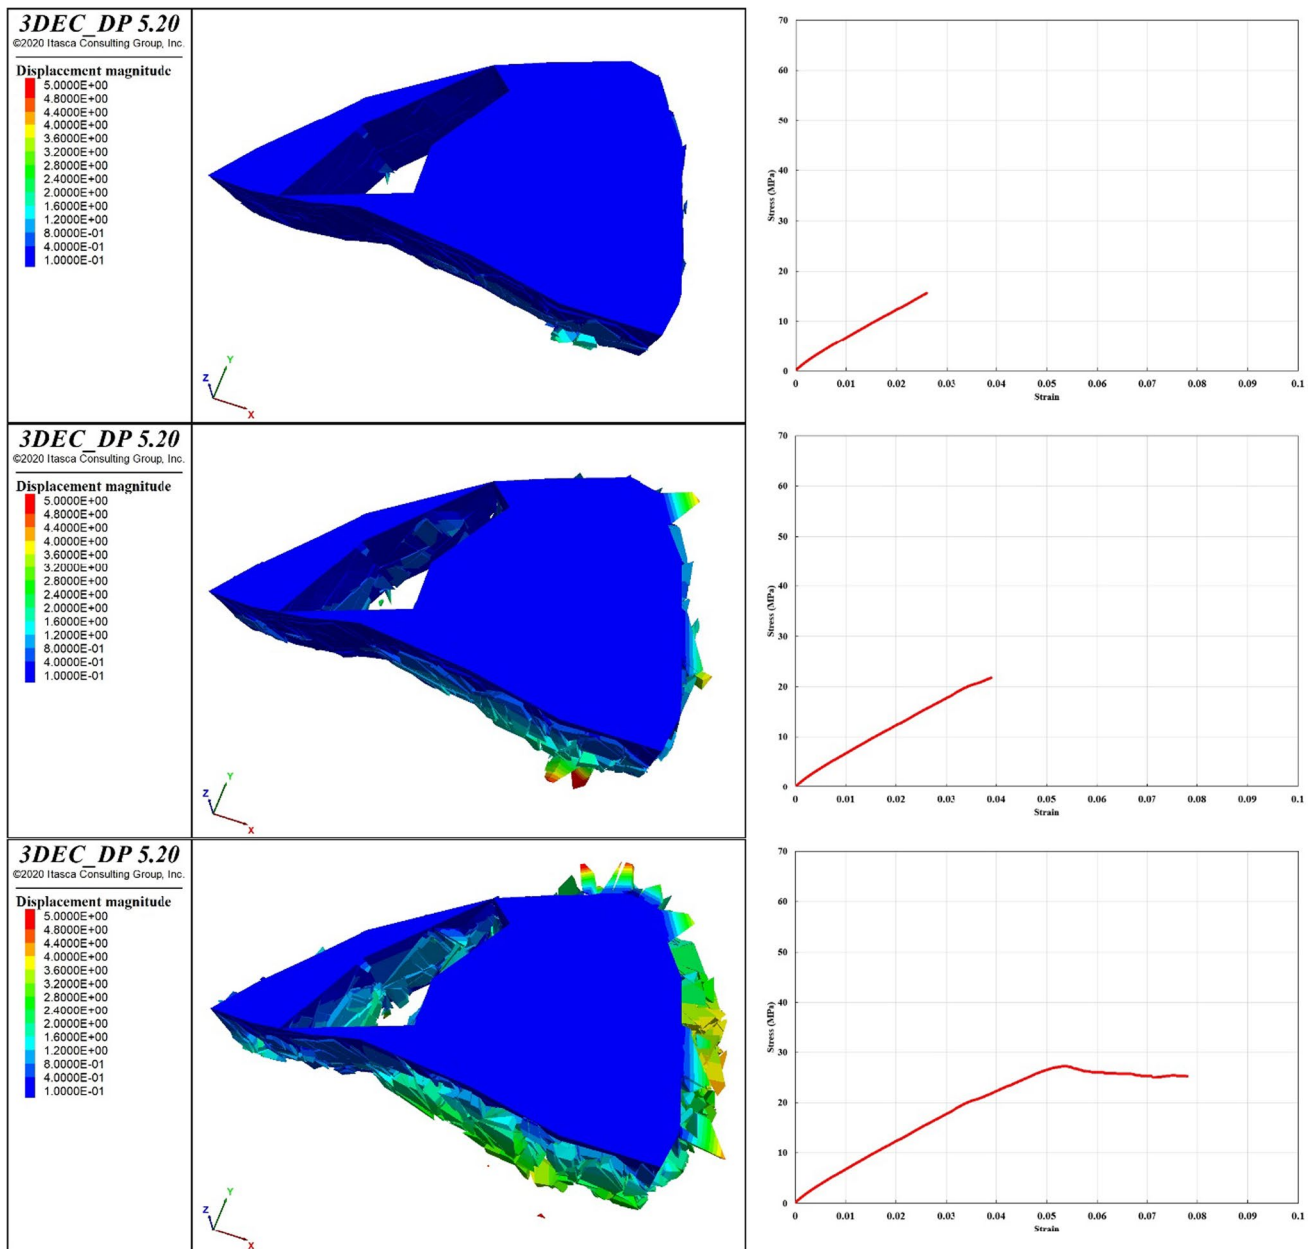 3DEC_DP 5.20
©2020 Itasca Consulting Group, Inc.
Displacement magnitude
5.0000E+00
4.8000E+00
4.4000E+00
4.0000E+00
3.6000E+00
3.2000E+00
2.8000E+00
2.4000E+00
2.0000E+00
1.6000E+00
1.2000E+00
8.0000E-01
4.0000E-01
1.0000E-01
Y
Z
X
70
60
50
40
30
20
10
0
Stress (MPa)
0 0.01 0.02 0.03 0.04 0.05 0.06 0.07 0.08 0.09 0.1
Strain
3DEC_DP 5.20
©2020 Itasca Consulting Group, Inc.
Displacement magnitude
5.0000E+00
4.8000E+00
4.4000E+00
4.0000E+00
3.6000E+00
3.2000E+00
2.8000E+00
2.4000E+00
2.0000E+00
1.6000E+00
1.2000E+00
8.0000E-01
4.0000E-01
1.0000E-01
Y
Z
X
70
60
50
40
30
20
10
0
Stress (MPa)
0 0.01 0.02 0.03 0.04 0.05 0.06 0.07 0.08 0.09 0.1
Strain
3DEC_DP 5.20
©2020 Itasca Consulting Group, Inc.
Displacement magnitude
5.0000E+00
4.8000E+00
4.4000E+00
4.0000E+00
3.6000E+00
3.2000E+00
2.8000E+00
2.4000E+00
2.0000E+00
1.6000E+00
1.2000E+00
8.0000E-01
4.0000E-01
1.0000E-01
Y
Z
X
70
60
50
40
30
20
10
0
Stress (MPa)
0 0.01 0.02 0.03 0.04 0.05 0.06 0.07 0.08 0.09 0.1
Strain